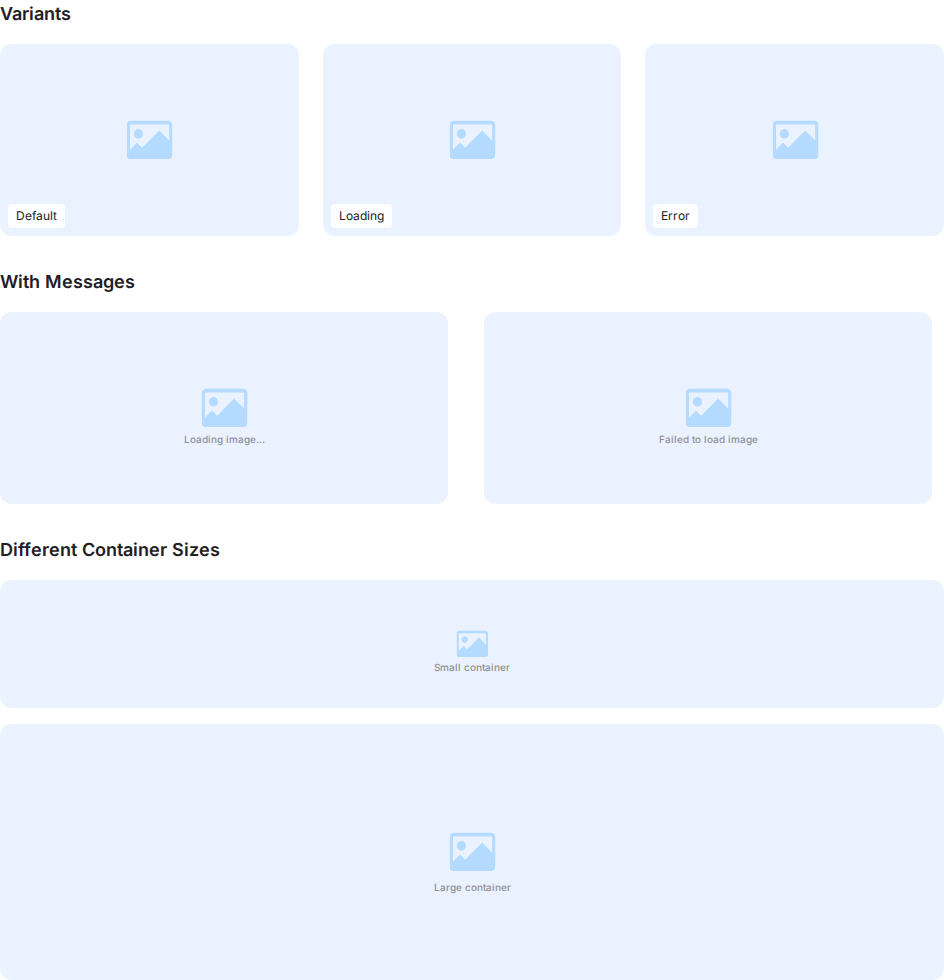 Variants
Default
Loading
Error
With Messages
Loading image...
Failed to load image
Different Container Sizes
Small container
Large container